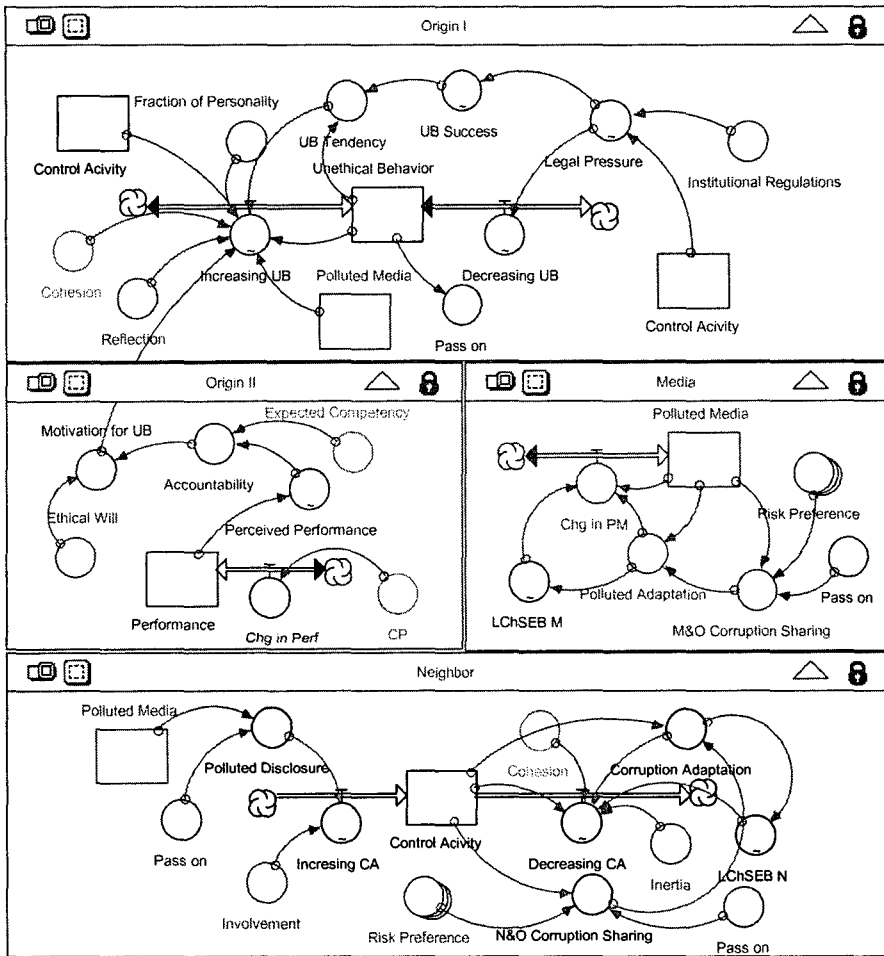 Origin I
Fraction of Personality
Control Acivity
UB Tendency
UB Success
Unethical Behavior
Legal Pressure
Institutional Regulations
Cohesion
Increasing UB
Polluted Media
Decreasing UB
Reflection
Pass on
Control Acivity
Origin II
Expected Competency
Motivation for UB
Accountability
Perceived Performance
Ethical Will
Performance
Chg in Perf
CP
Media
Polluted Media
Risk Preference
Chg in PM
LChSEB M
Polluted Adaptation
Pass on
M&O Corruption Sharing
Neighbor
Polluted Media
Polluted Disclosure
Cohesion
Corruption Adaptation
Pass on
Incresing CA
Control Acivity
Decreasing CA
Inertia
LChSEB N
Involvement
Risk Preference
N&O Corruption Sharing
Pass on